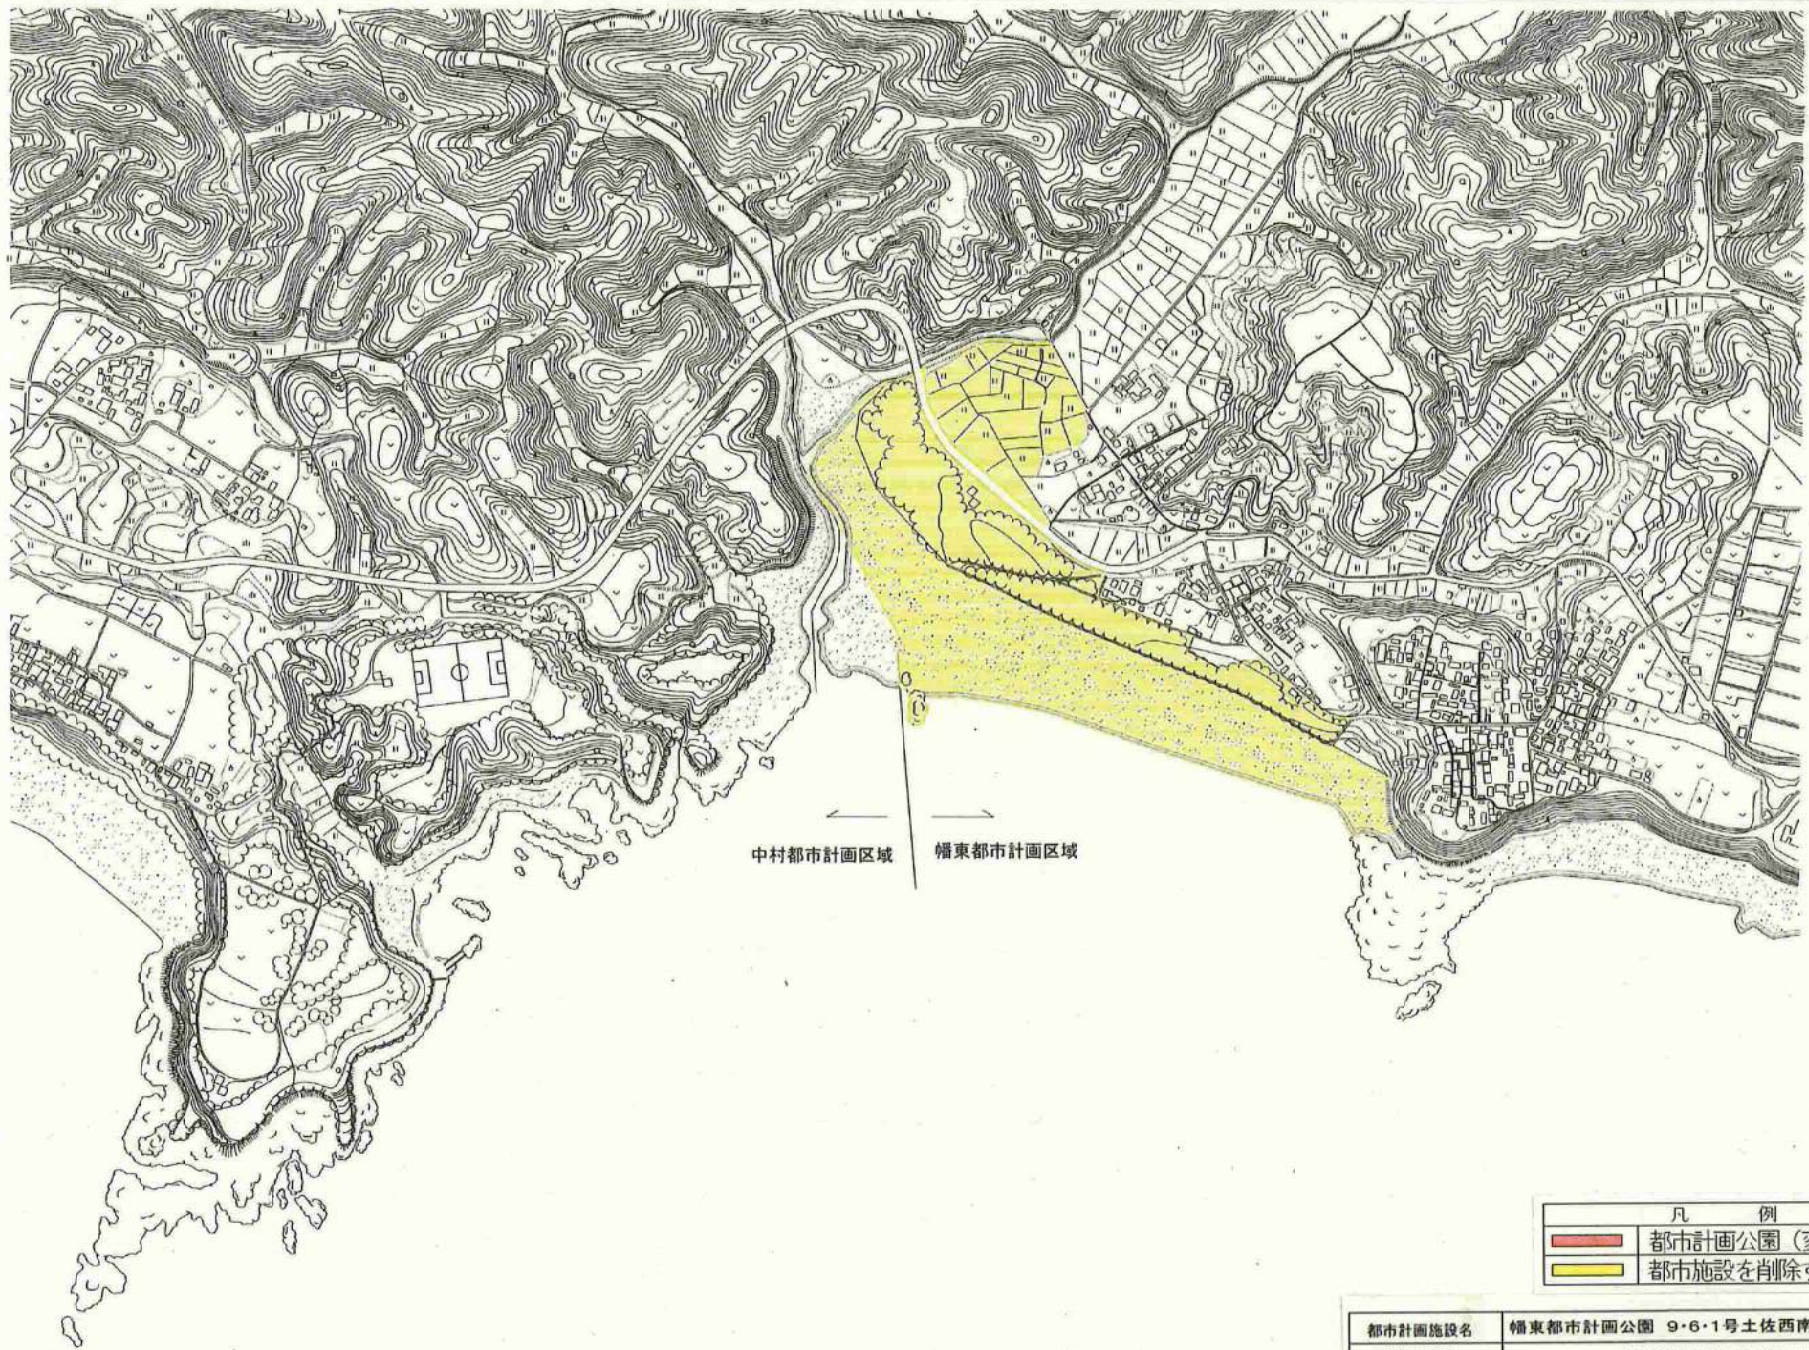 中村都市計画区域
幡東都市計画区域
凡例
都市計画公園(
都市施設を削除
都市計画施設名
幡東都市計画公園 9・6・1号土佐西南